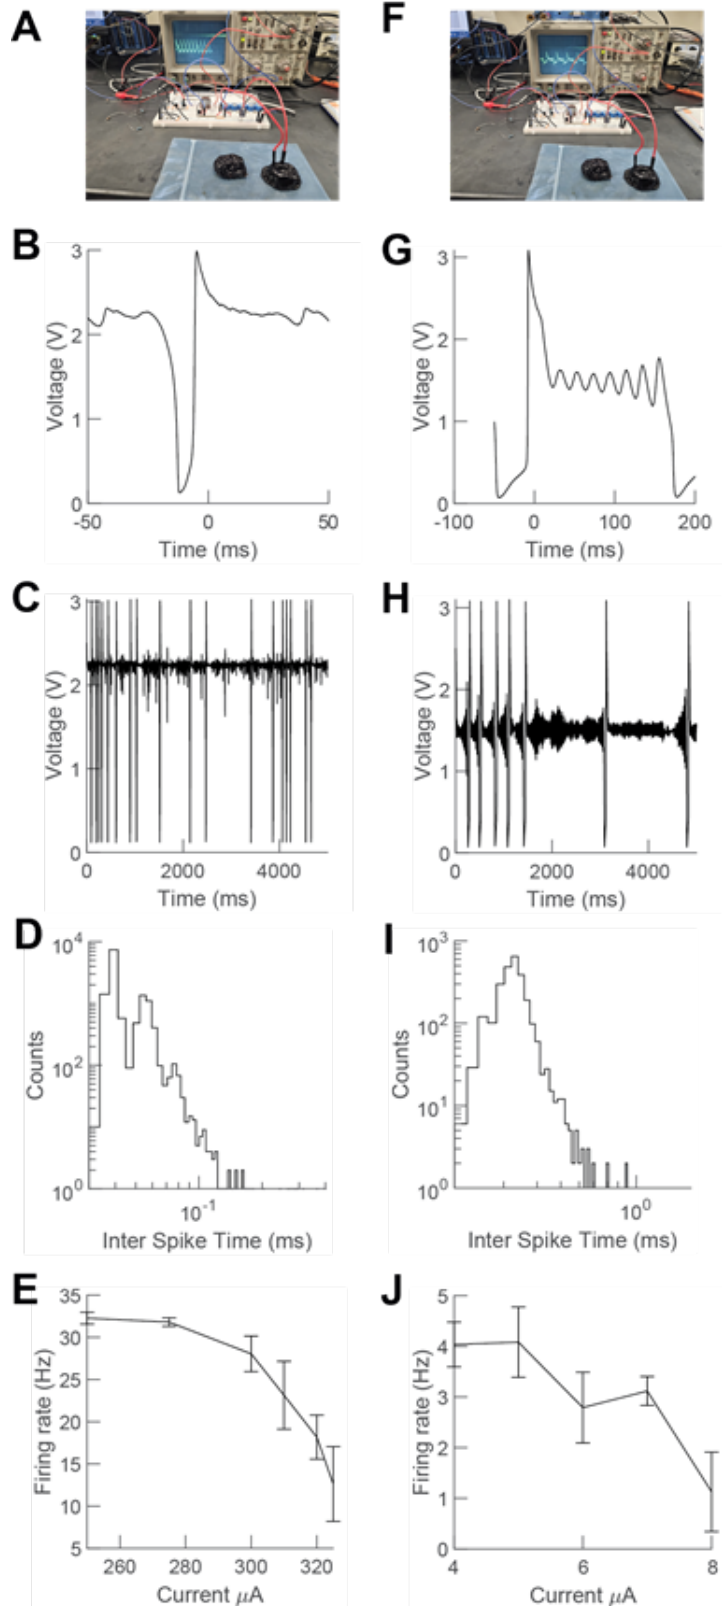 A
F
B
3
2
1
0
Voltage (V)
-50
0
50
Time (ms)
G
3
2
1
0
Voltage (V)
-100
0
100
200
Time (ms)
C
3
2
1
0
Voltage (V)
0
2000
4000
Time (ms)
H
3
2
1
0
Voltage (V)
0
2000
4000
Time (ms)
D
10^4
10^2
10^0
Counts
10^-1
Inter Spike Time (ms)
I
10^3
10^2
10^1
10^0
Counts
10^0
Inter Spike Time (ms)
E
35
30
25
20
15
10
5
Firing rate (Hz)
260
280
300
320
Current μA
J
5
4
3
2
1
0
Firing rate (Hz)
4
6
8
Current μA